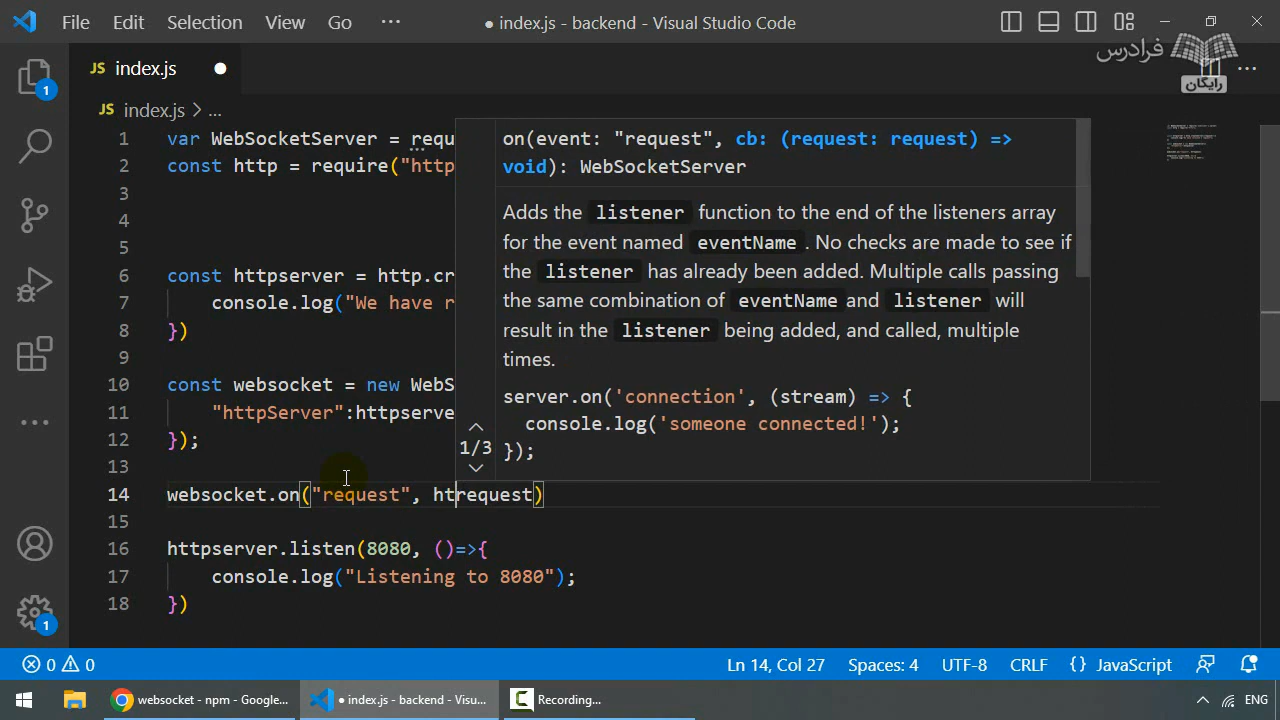 File Edit Selection View Go ··· ● index.js - backend - Visual Studio Code
JS index.js ●
فرادرس
رایگان
JS index.js > ...
1 var WebSocketServer = requ
2 const http = require("http
3
4
5
6 const httpserver = http.cr
7 console.log("We have r
8 })
9
10 const websocket = new WebS
11 "httpServer":httpserve
12 });
13
14 websocket.on("request", htrequest)
15
16 httpserver.listen(8080, ()=>{
17 console.log("Listening to 8080");
18 })
on(event: "request", cb: (request: request) =>
void): WebSocketServer
Adds the listener function to the end of the listeners array
for the event named eventName. No checks are made to see if
the listener has already been added. Multiple calls passing
the same combination of eventName and listener will
result in the listener being added, and called, multiple
times.
server.on('connection', (stream) => {
console.log('someone connected!');
});
1/3
1
1
0 0 Ln 14, Col 27 Spaces: 4 UTF-8 CRLF {} JavaScript
websocket - npm - Google... ● index.js - backend - Visu... Recording... ENG